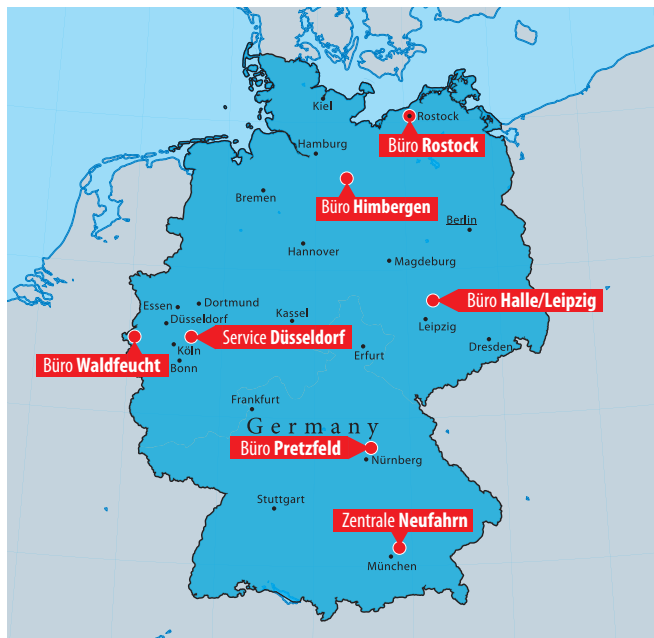 Kiel
Rostock
Büro Rostock
Hamburg
Büro Himbergen
Bremen
Berlin
Hannover
Magdeburg
Büro Halle/Leipzig
Essen
Dortmund
Kassel
Düsseldorf
Leipzig
Service Düsseldorf
Köln
Erfurt
Dresden
Büro Waldfeucht
Bonn
Frankfurt
Germany
Büro Pretzfeld
Nürnberg
Stuttgart
Zentrale Neufahrn
München